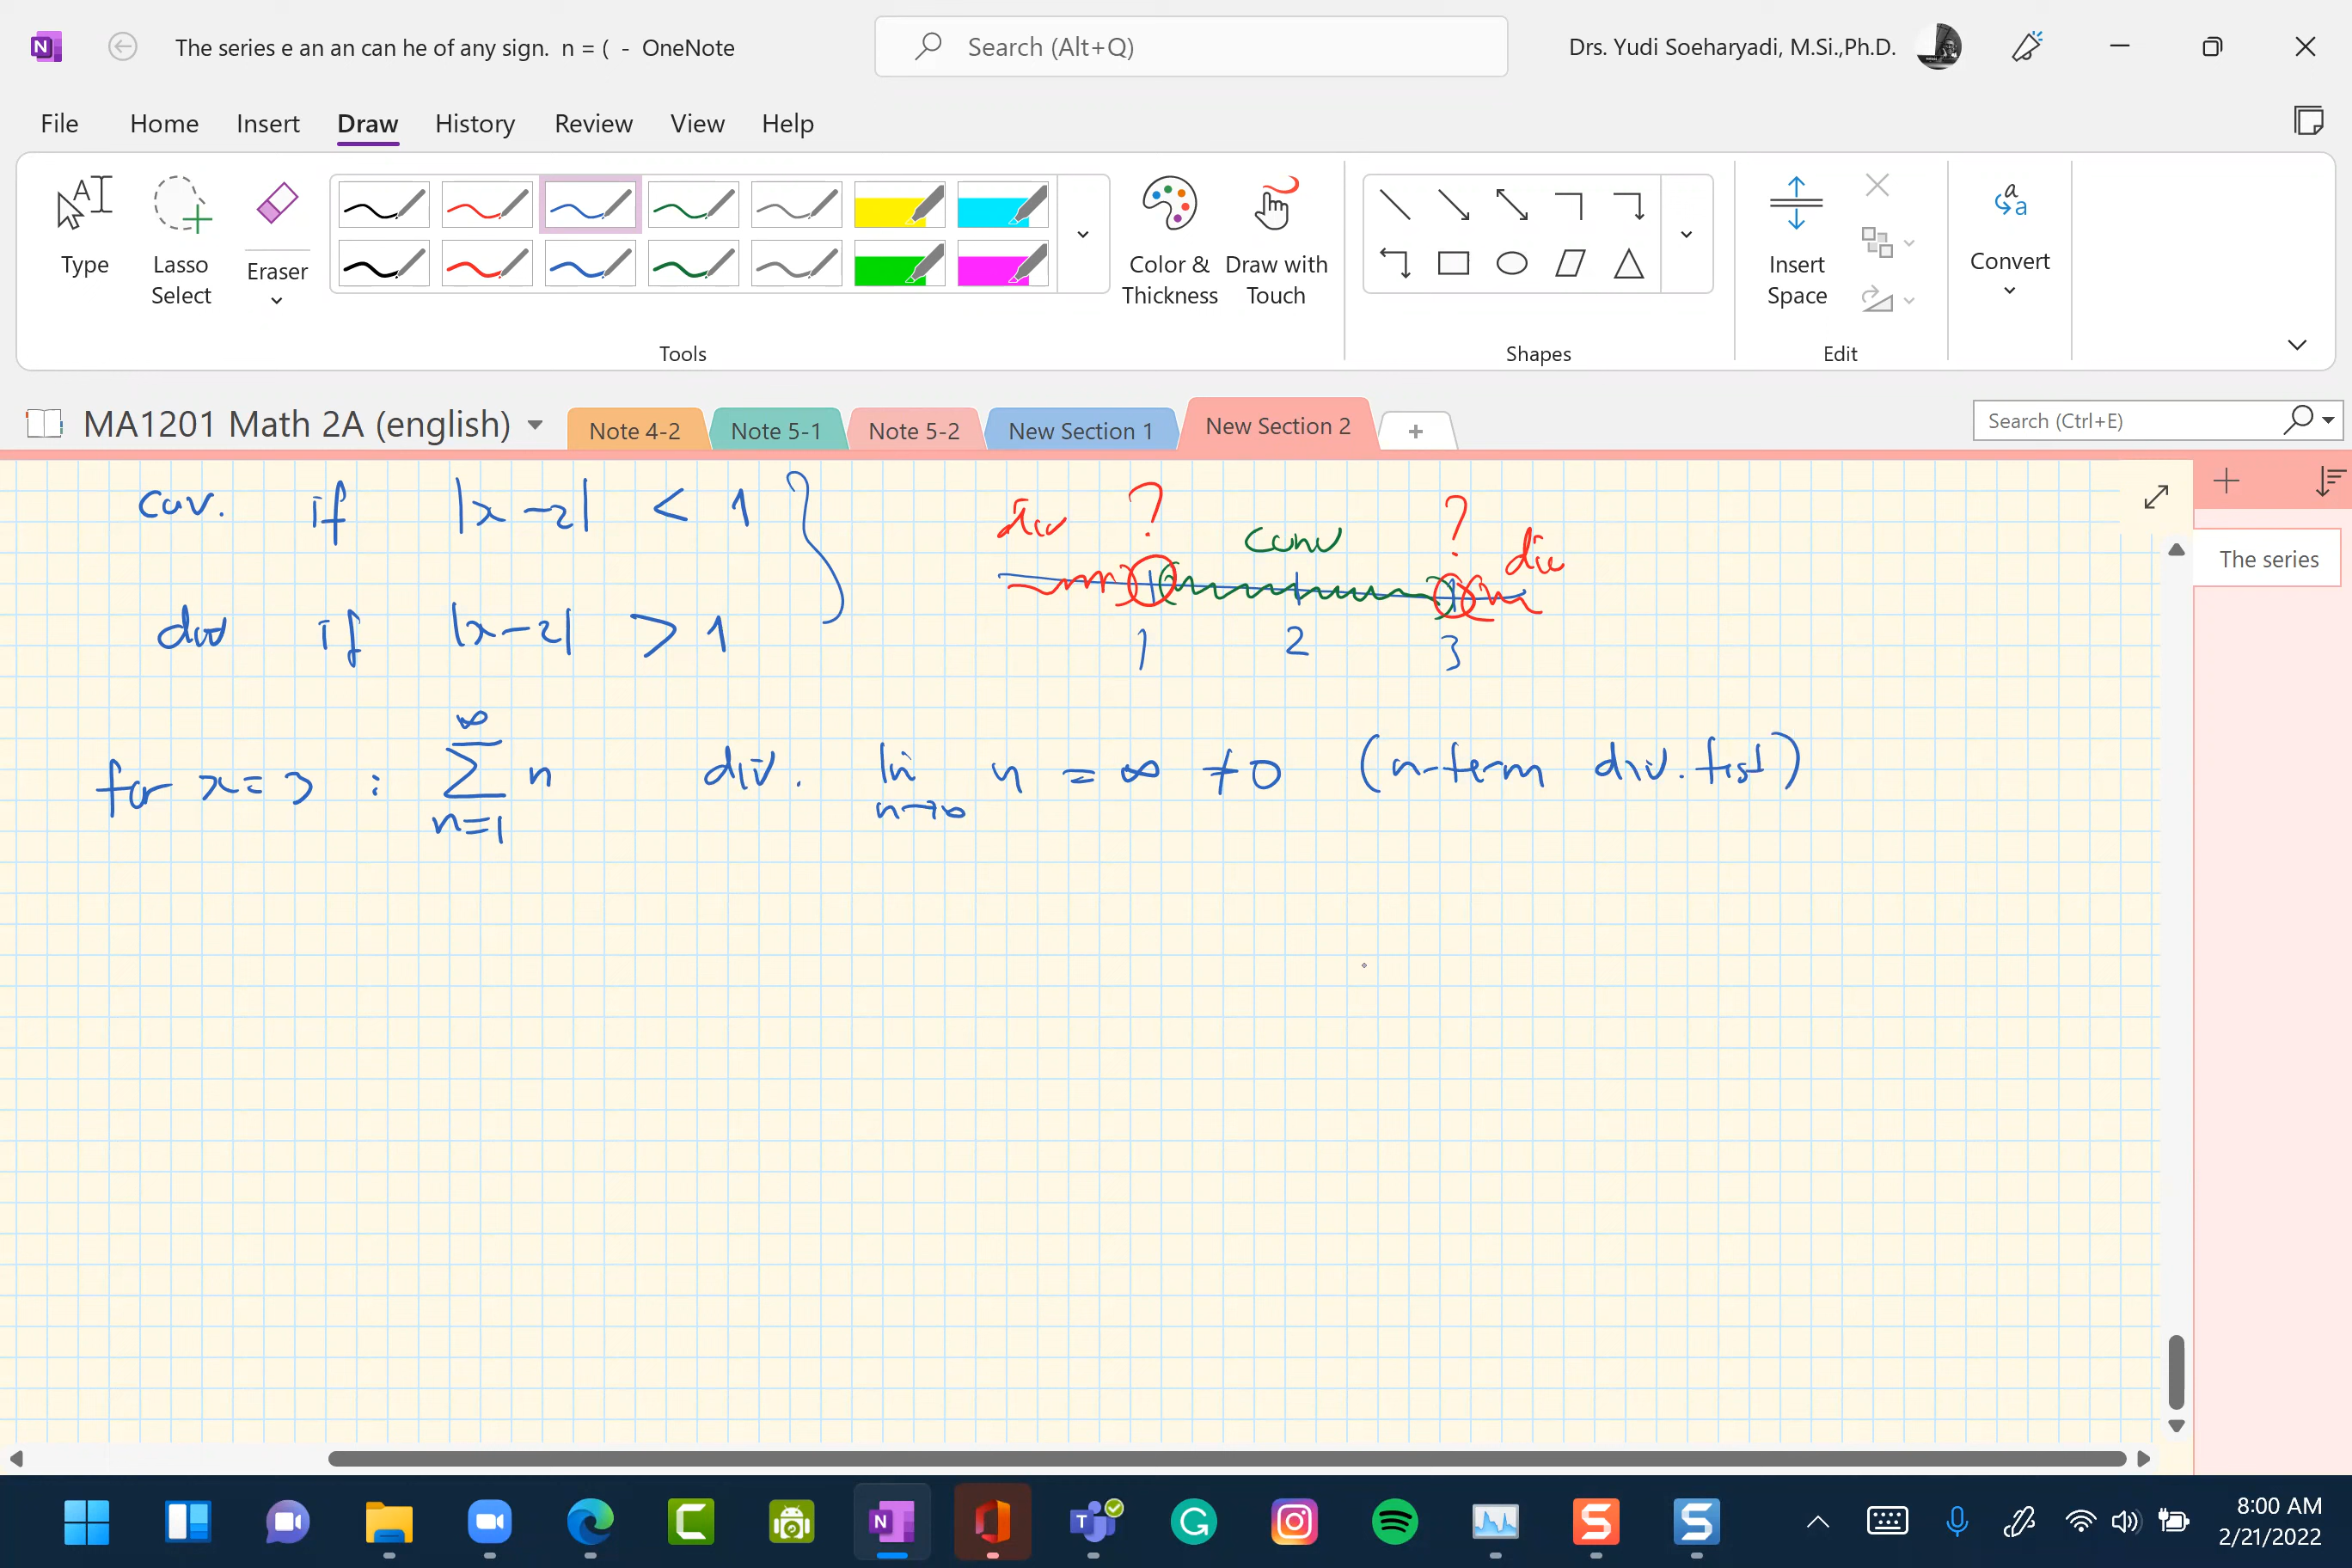 The series e an an can he of any sign. n = ( - OneNote
Search (Alt+Q)
Drs. Yudi Soeharyadi, M.Si.,Ph.D.
File Home Insert Draw History Review View Help
Type
Lasso Select
Eraser
Color & Thickness
Draw with Touch
Insert Space
Convert
Tools
Shapes
Edit
MA1201 Math 2A (english)
Note 4-2
Note 5-1
Note 5-2
New Section 1
New Section 2
Search (Ctrl+E)
The series
cov. if |x-2| < 1
div if |x-2| > 1
div ? conv ? div
1 2 3
for x=3 : ∑_{n=1}^{∞} n div. lim_{n→∞} n = ∞ ≠ 0 (n-term div. test)
8:00 AM
2/21/2022